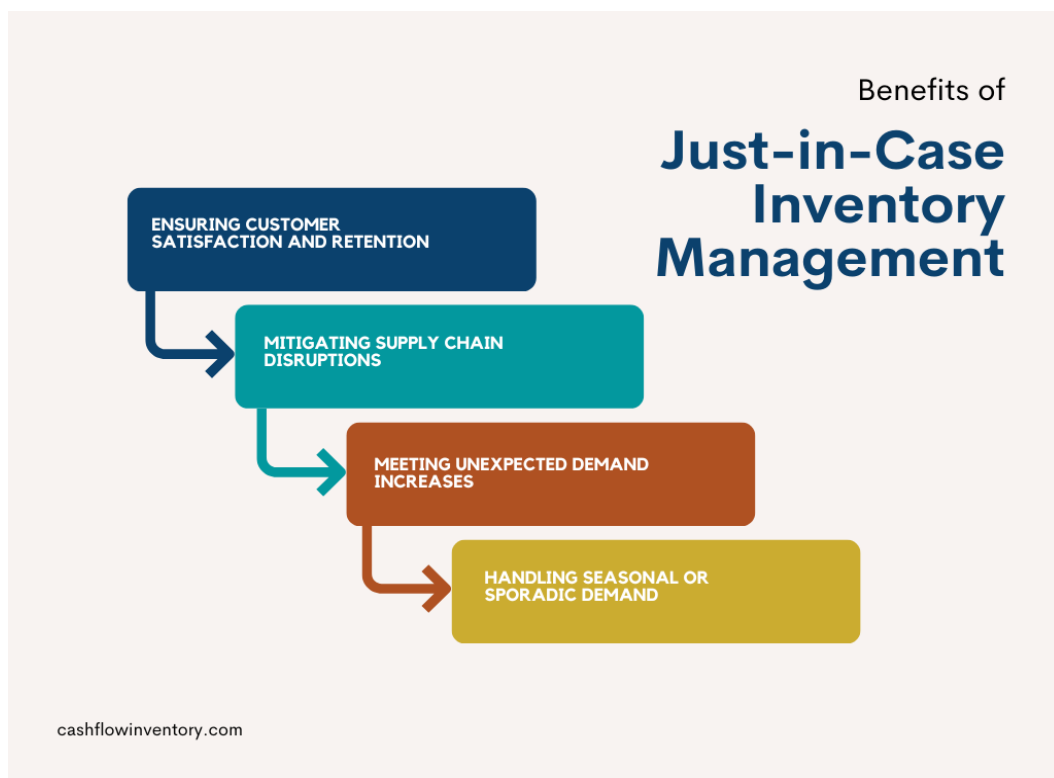 Benefits of
Just-in-Case
Inventory
Management
ENSURING CUSTOMER
SATISFACTION AND RETENTION
MITIGATING SUPPLY CHAIN
DISRUPTIONS
MEETING UNEXPECTED DEMAND
INCREASES
HANDLING SEASONAL OR
SPORADIC DEMAND
cashflowinventory.com